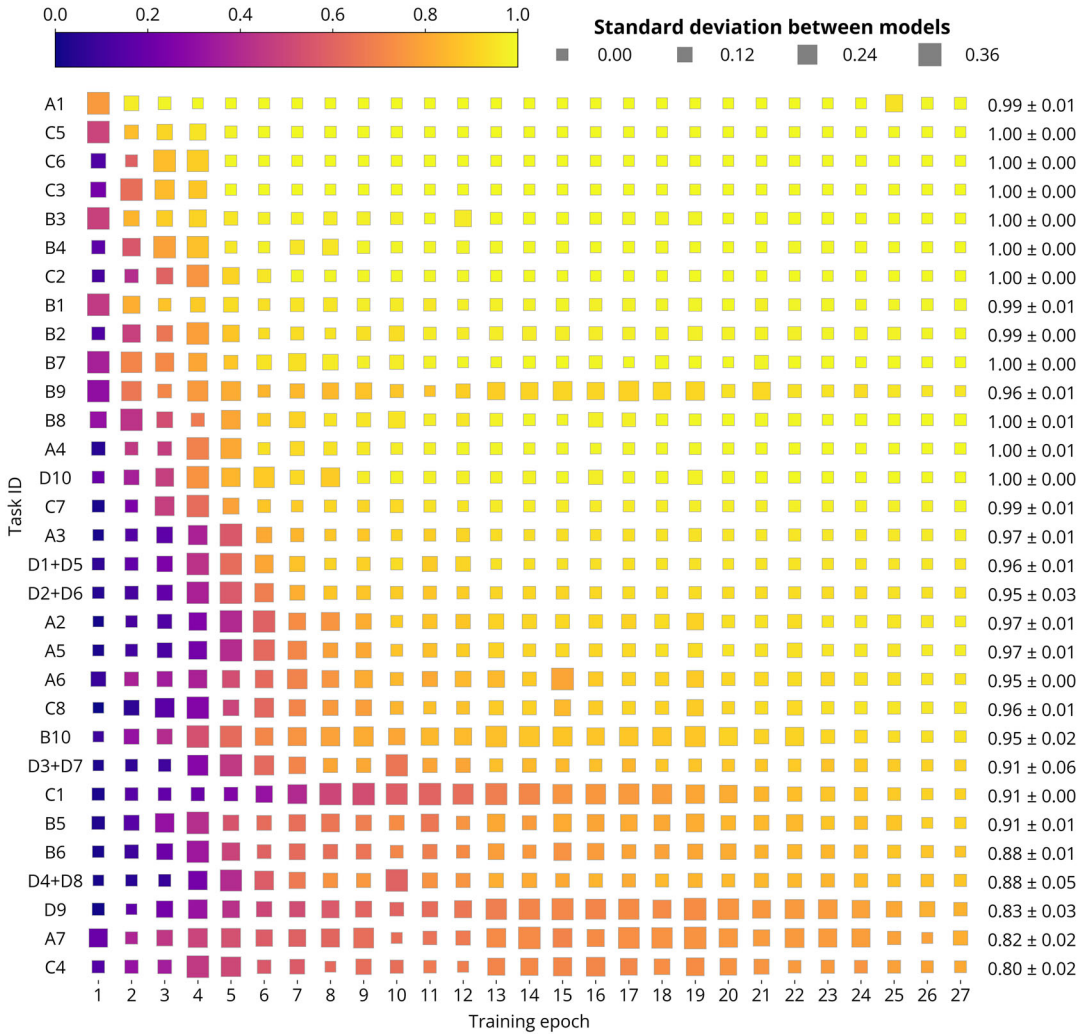 0.0 0.2 0.4 0.6 0.8 1.0
Standard deviation between models
0.00 0.12 0.24 0.36
A1 0.99 ± 0.01
C5 1.00 ± 0.00
C6 1.00 ± 0.00
C3 1.00 ± 0.00
B3 1.00 ± 0.00
B4 1.00 ± 0.00
C2 1.00 ± 0.00
B1 0.99 ± 0.01
B2 0.99 ± 0.00
B7 1.00 ± 0.00
B9 0.96 ± 0.01
B8 1.00 ± 0.01
A4 1.00 ± 0.01
D10 1.00 ± 0.00
C7 0.99 ± 0.01
Task ID
A3 0.97 ± 0.01
D1+D5 0.96 ± 0.01
D2+D6 0.95 ± 0.03
A2 0.97 ± 0.01
A5 0.97 ± 0.01
A6 0.95 ± 0.00
C8 0.96 ± 0.01
B10 0.95 ± 0.02
D3+D7 0.91 ± 0.06
C1 0.91 ± 0.00
B5 0.91 ± 0.01
B6 0.88 ± 0.01
D4+D8 0.88 ± 0.05
D9 0.83 ± 0.03
A7 0.82 ± 0.02
C4 0.80 ± 0.02
1 2 3 4 5 6 7 8 9 10 11 12 13 14 15 16 17 18 19 20 21 22 23 24 25 26 27
Training epoch